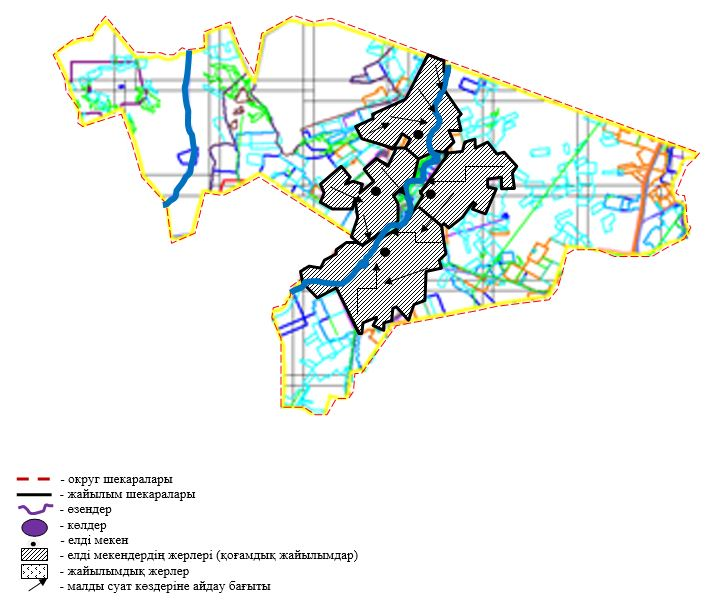 - округ шекаралары
- жайылым шекаралары
- өзендер
- көлдер
- елді мекен
- елді мекендердің жерлері (қоғамдық жайылымдар)
- жайылымдық жерлер
- малды суат көздеріне айдау бағыты